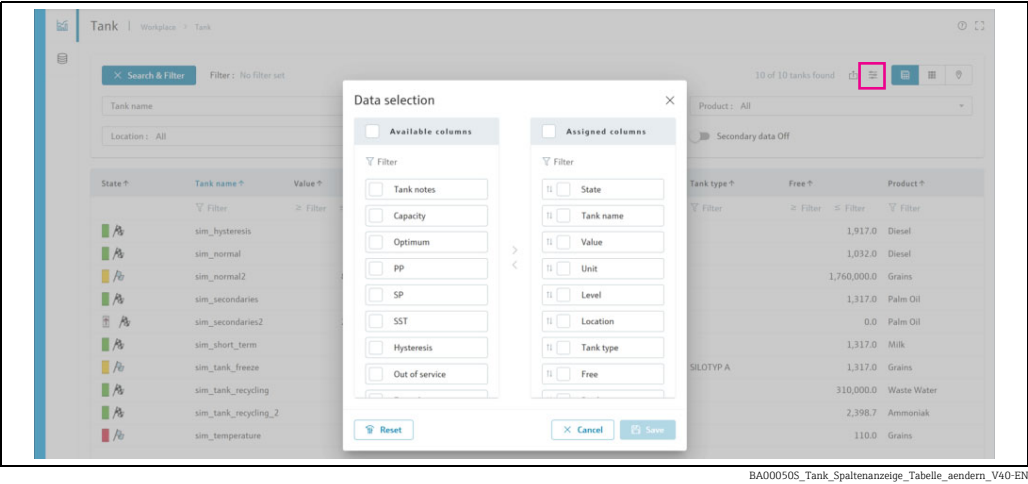 Tank | Workplace > Tank
× Search & Filter
Filter : No filter set
10 of 10 tanks found
Tank name
Product : All
Location : All
Secondary data Off
State
Tank name
Value
Tank type
Free
Product
Filter
≥ Filter
Filter
≥ Filter
≤ Filter
Filter
sim_hysteresis
1,917.0
Diesel
sim_normal
1,032.0
Diesel
sim_normal2
1,760,000.0
Grains
sim_secondaries
1,317.0
Palm Oil
sim_secondaries2
0.0
Palm Oil
sim_short_term
1,317.0
Milk
sim_tank_freeze
SILOTYP A
1,317.0
Grains
sim_tank_recycling
310,000.0
Waste Water
sim_tank_recycling_2
2,398.7
Ammoniak
sim_temperature
110.0
Grains
Data selection
Available columns
Filter
Tank notes
Capacity
Optimum
PP
SP
SST
Hysteresis
Out of service
Assigned columns
Filter
State
Tank name
Value
Unit
Level
Location
Tank type
Free
Reset
× Cancel
Save
BA00050S_Tank_Spaltenanzeige_Tabelle_aendern_V40-EN